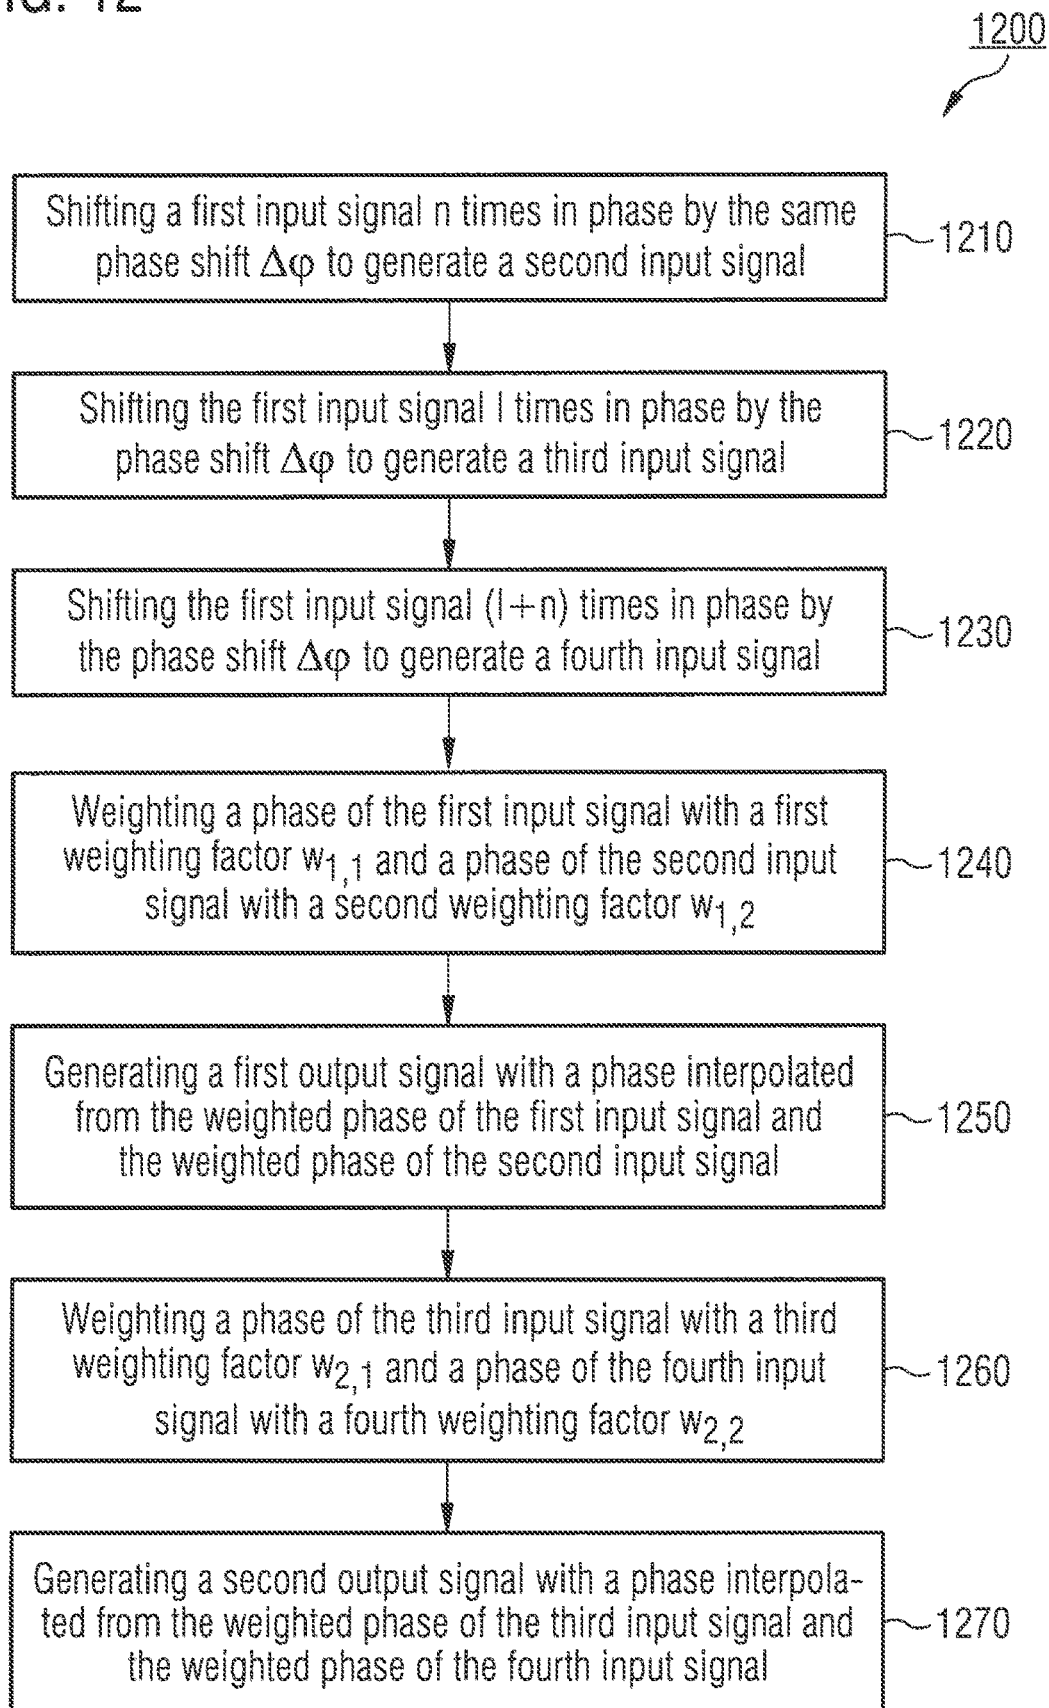 12
1200
Shifting a first input signal n times in phase by the same
phase shift Δφ to generate a second input signal
1210
Shifting the first input signal l times in phase by the
phase shift Δφ to generate a third input signal
1220
Shifting the first input signal (l+n) times in phase by
the phase shift Δφ to generate a fourth input signal
1230
Weighting a phase of the first input signal with a first
weighting factor w1,1 and a phase of the second input
signal with a second weighting factor w1,2
1240
Generating a first output signal with a phase interpolated
from the weighted phase of the first input signal and
the weighted phase of the second input signal
1250
Weighting a phase of the third input signal with a third
weighting factor w2,1 and a phase of the fourth input
signal with a fourth weighting factor w2,2
1260
Generating a second output signal with a phase interpola-
ted from the weighted phase of the third input signal and
the weighted phase of the fourth input signal
1270